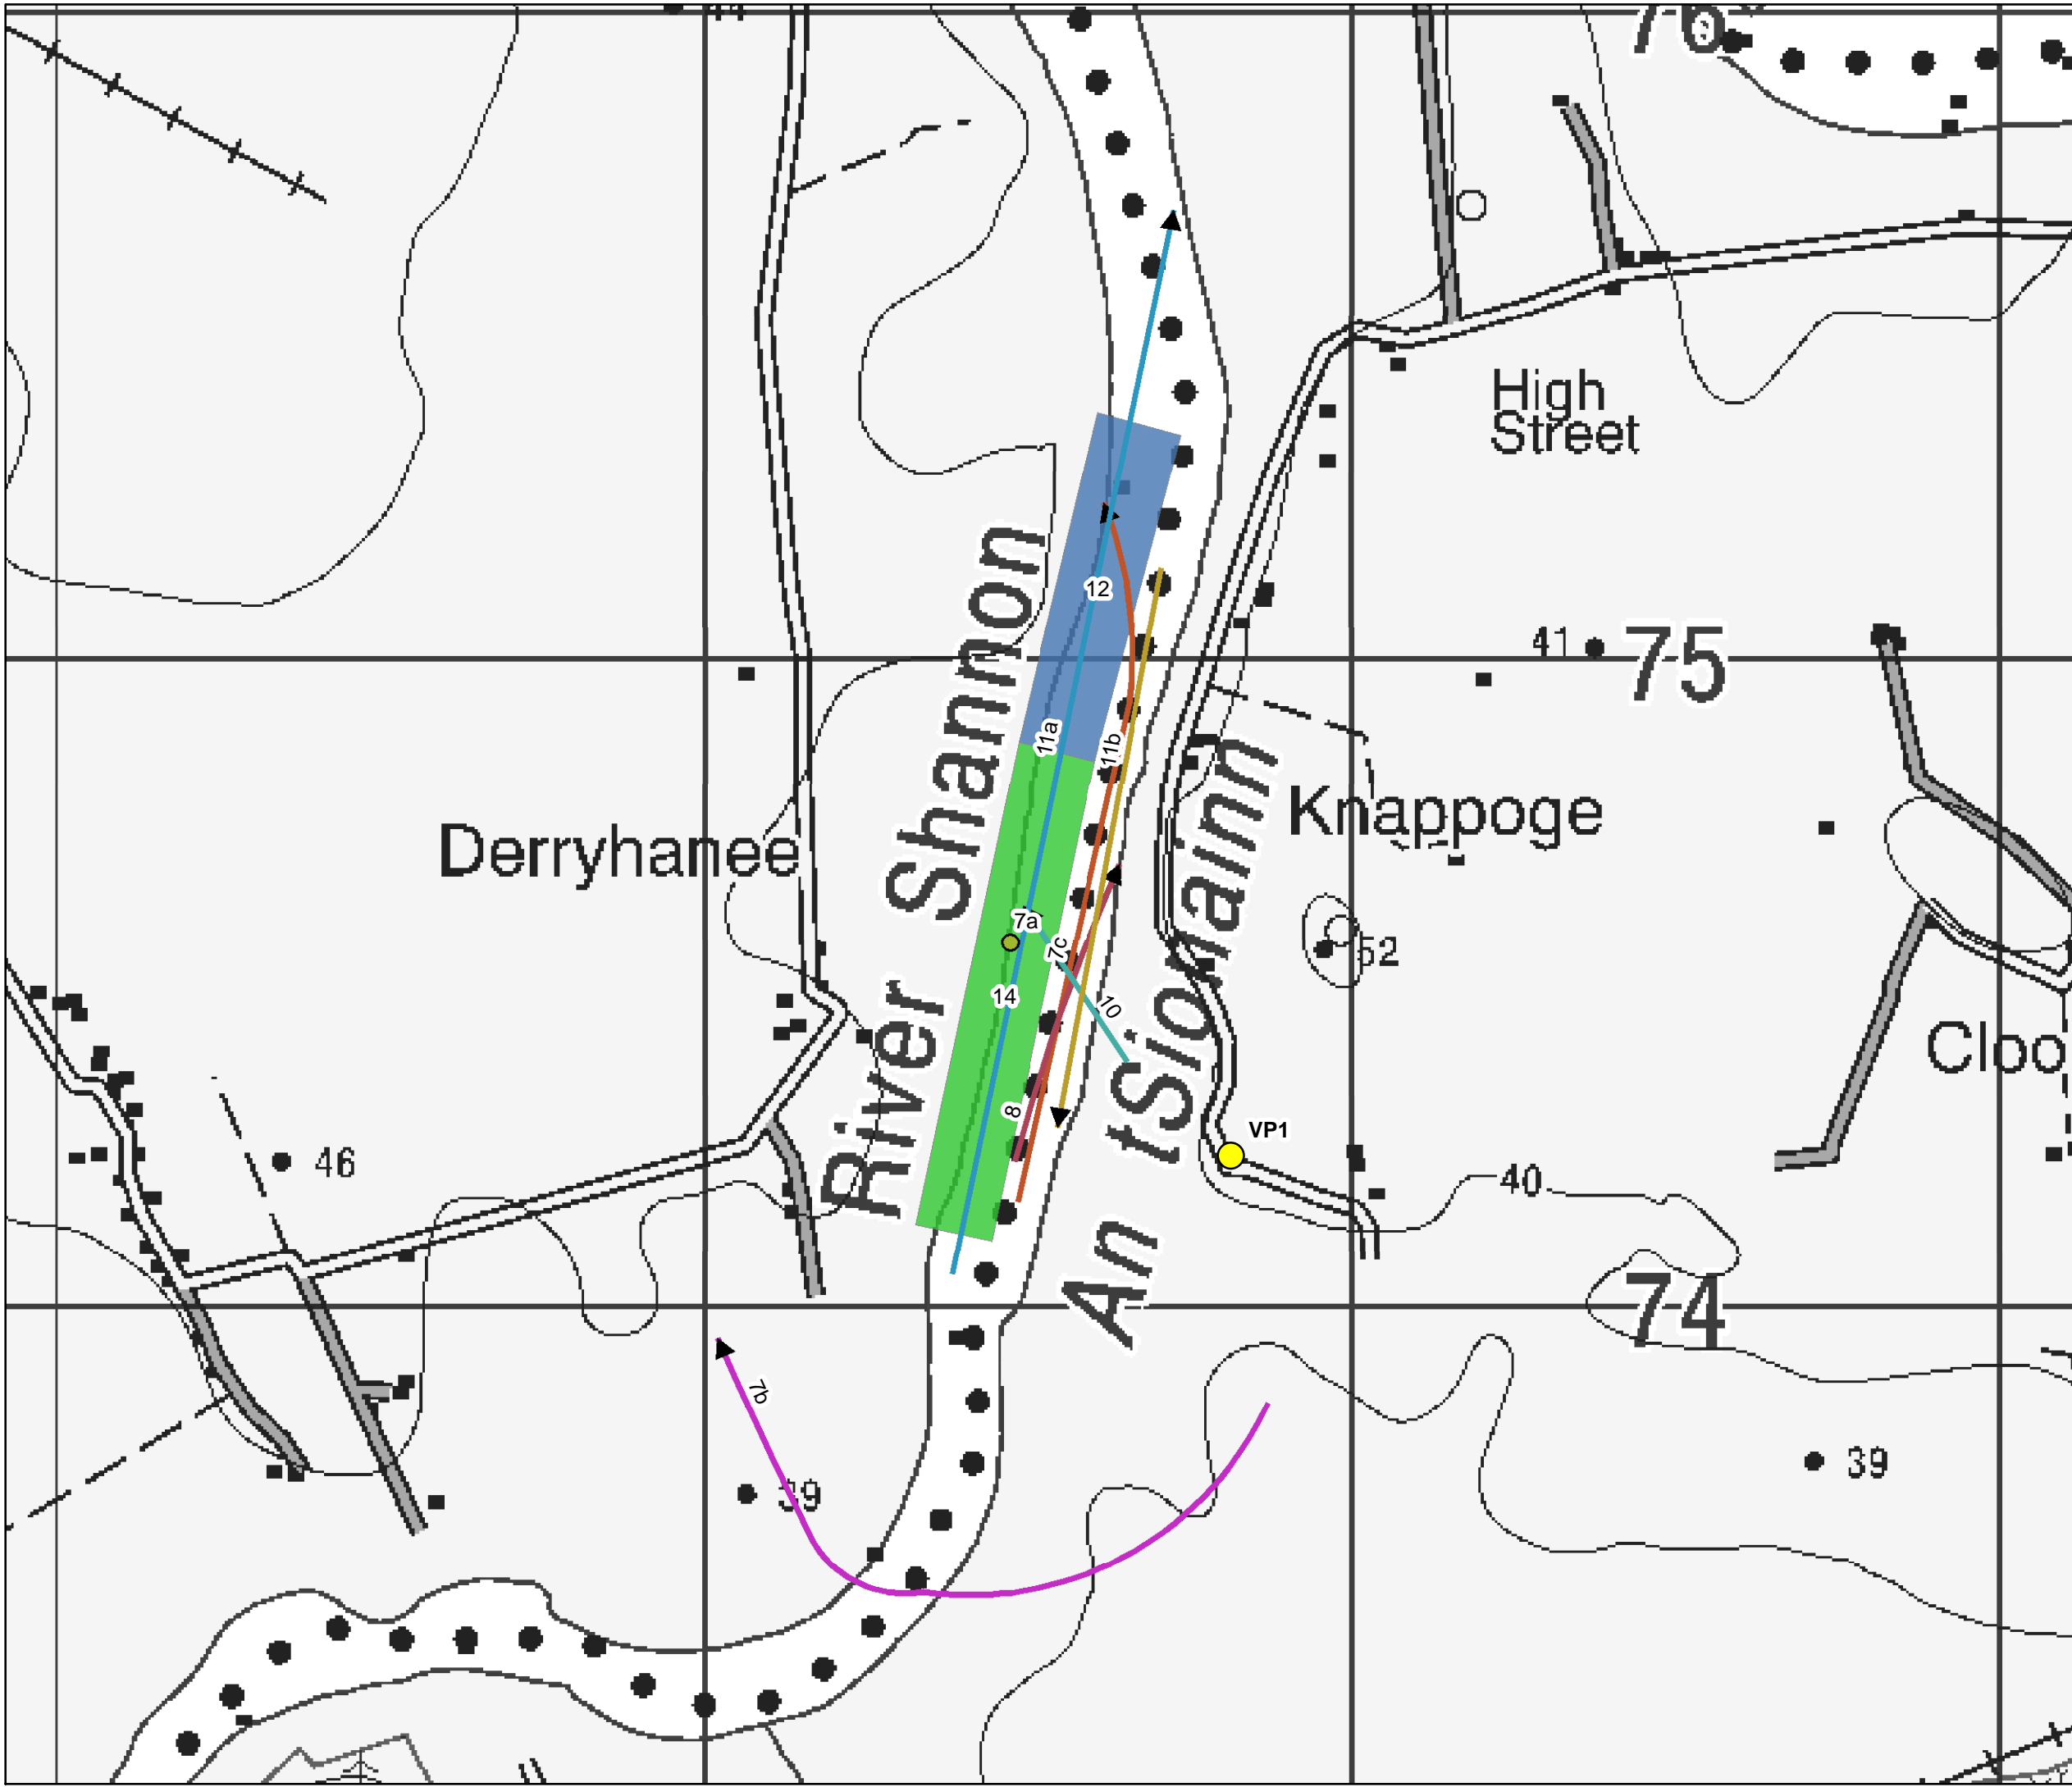 76
High
Street
12
41
75
River Shannon
11a
11b
Knappoge
Derryhanee
An tSionainn
7a
7c
52
14
10
Cloo
8
VP1
46
40
74
7b
39
39